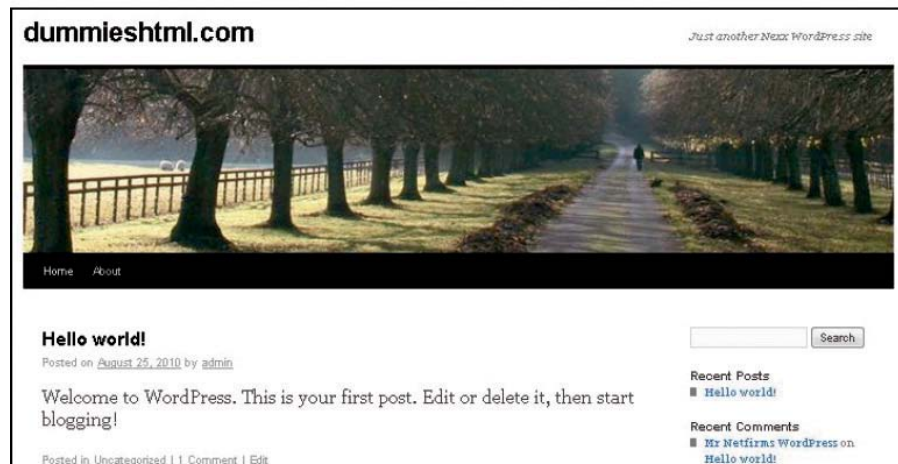 dummieshtml.com
Just another Nexx WordPress site
Home About
Hello world!
Posted on August 25, 2010 by admin
Welcome to WordPress. This is your first post. Edit or delete it, then start
blogging!
Posted in Uncategorized | 1 Comment | Edit
Search
Recent Posts
Hello world!
Recent Comments
Mr Netfirms WordPress on
Hello world!